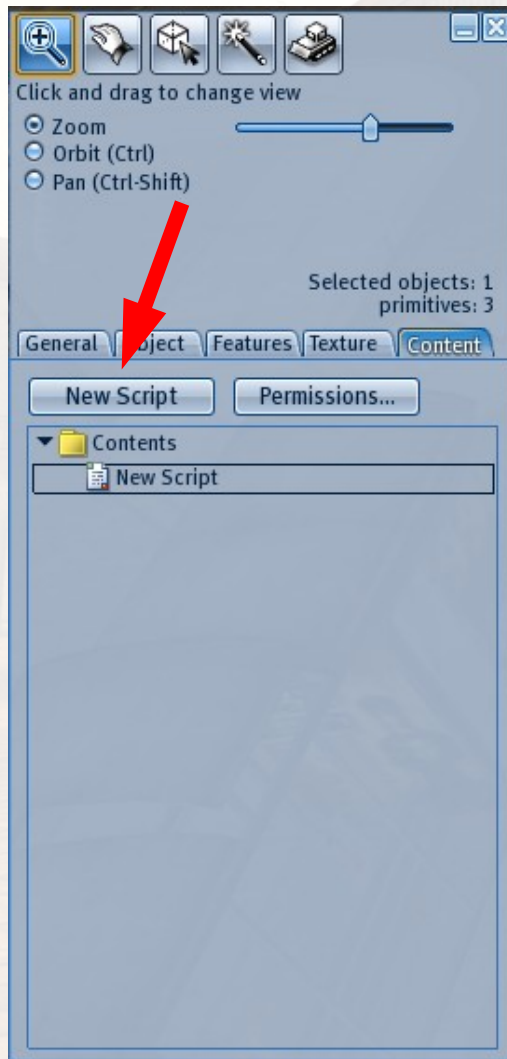 Click and drag to change view
Zoom
Orbit (Ctrl)
Pan (Ctrl-Shift)
Selected objects: 1
primitives: 3
General Object Features Texture Content
New Script Permissions...
Contents
New Script